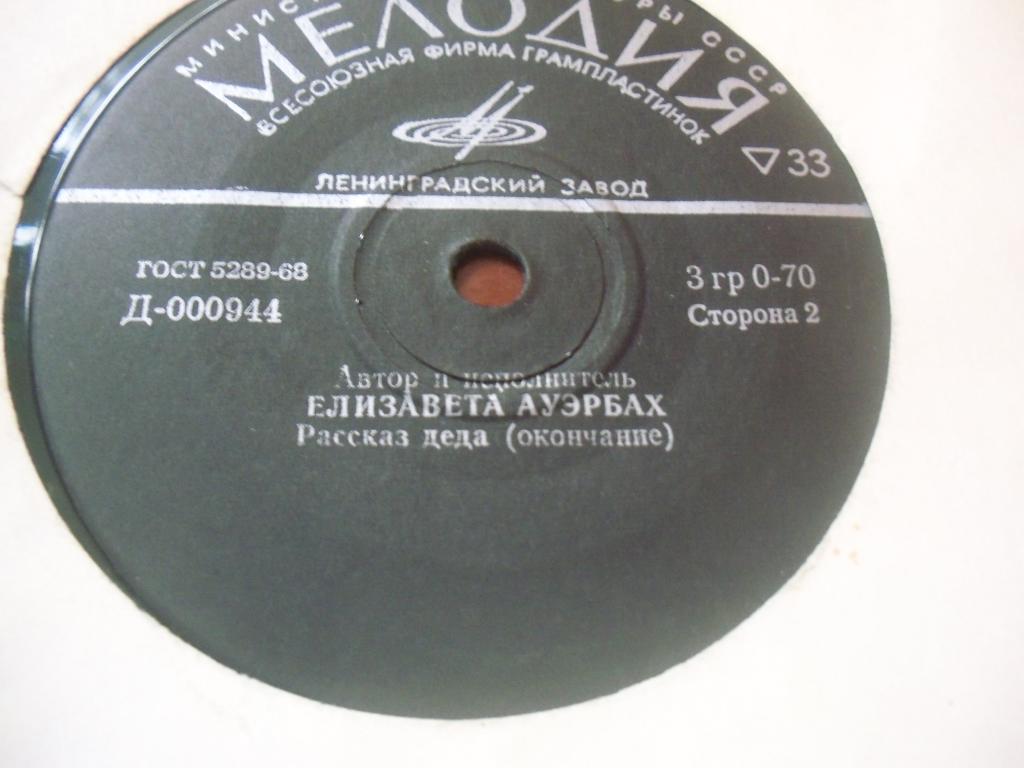 СССР
МЕЛОДИЯ
ВСЕСОЮЗНАЯ ФИРМА ГРАМПЛАСТИНОК
▽33
ЛЕНИНГРАДСКИЙ ЗАВОД
ГОСТ 5289-68
Д-000944
3 гр 0-70
Сторона 2
Автор и исполнитель
ЕЛИЗАВЕТА АУЭРБАХ
Рассказ деда (окончание)